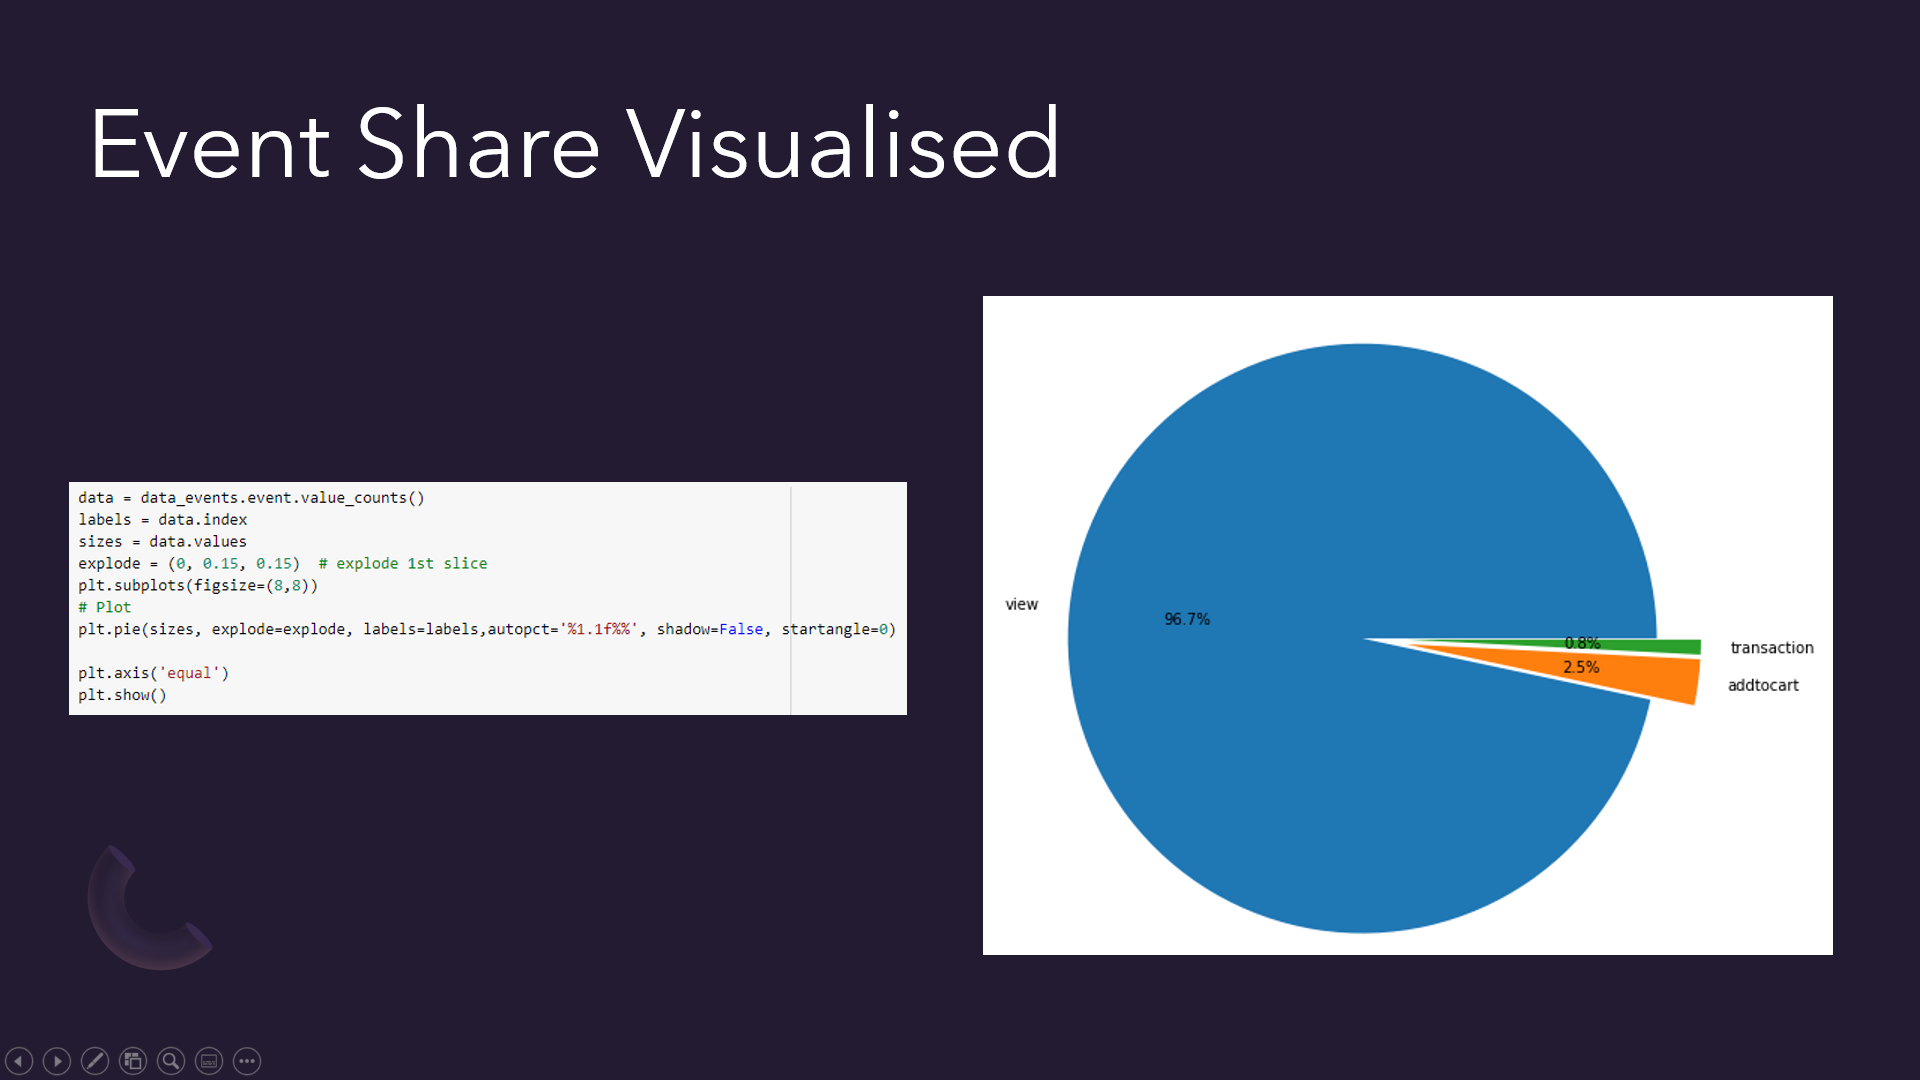 Event Share Visualised
data = data_events.event.value_counts()
labels = data.index
sizes = data.values
explode = (0, 0.15, 0.15)  # explode 1st slice
plt.subplots(figsize=(8,8))
# Plot
plt.pie(sizes, explode=explode, labels=labels,autopct='%1.1f%%', shadow=False, startangle=0)
plt.axis('equal')
plt.show()
view
96.7%
0.8%
transaction
2.5%
addtocart